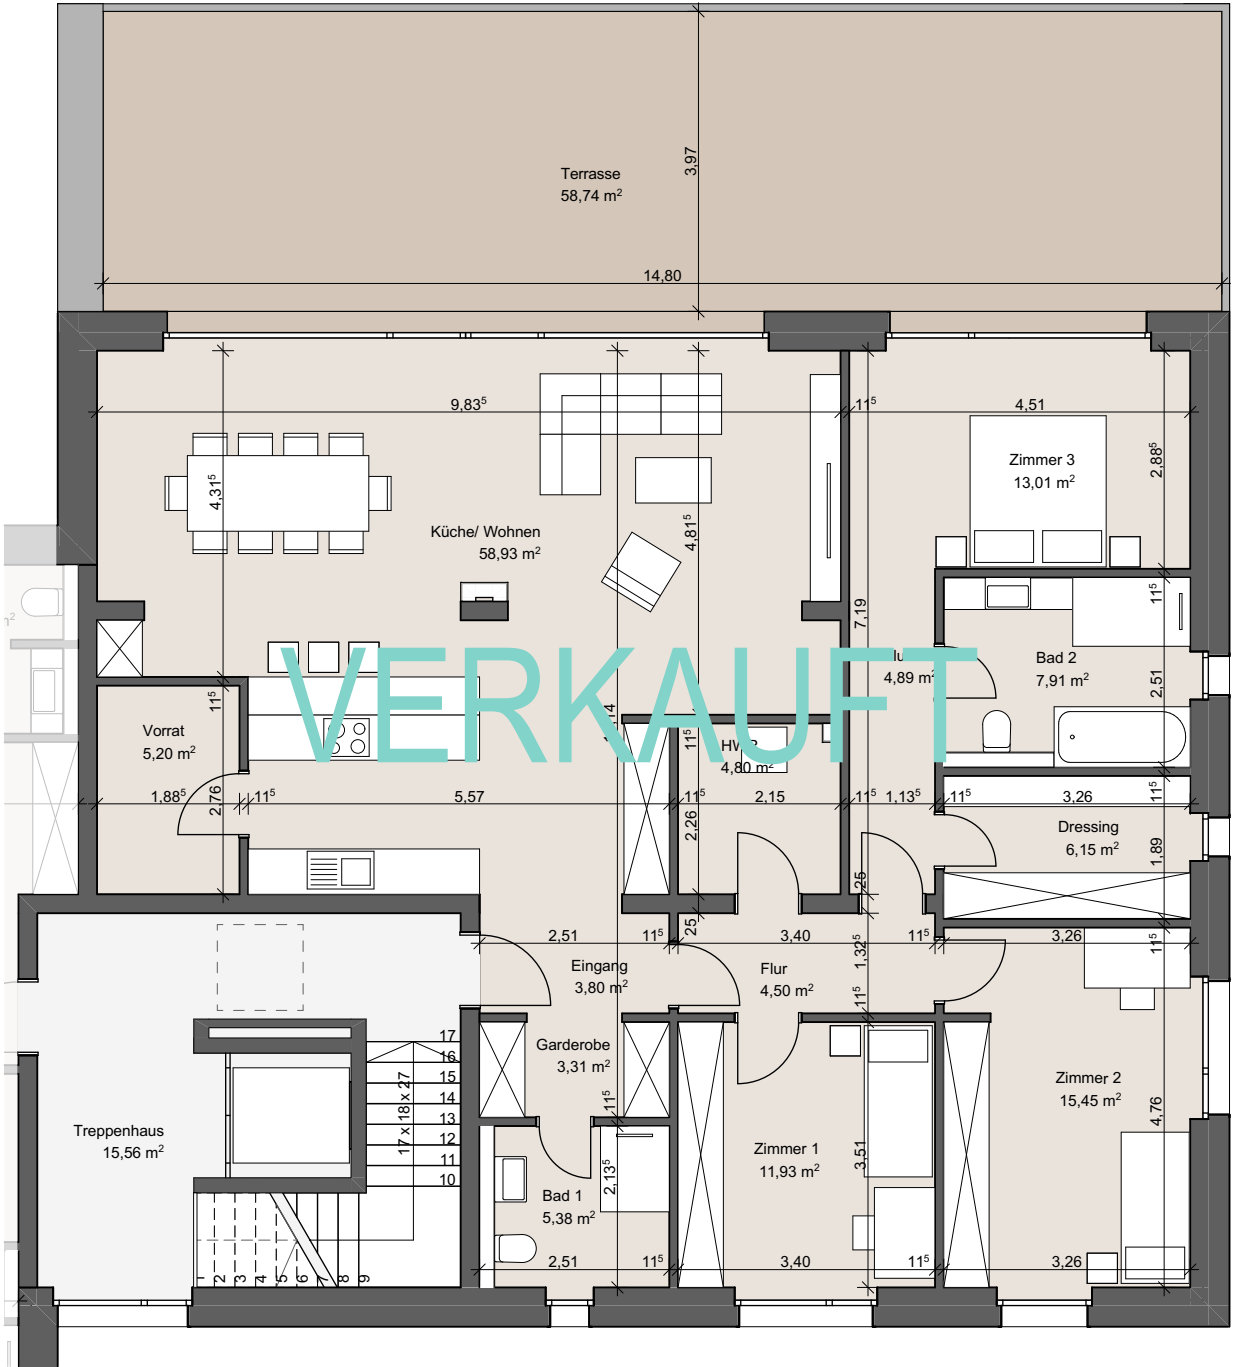 Terrasse
58,74 m²
3,97
14,80
9,83⁵
11⁵
4,51
4,31⁵
4,81⁵
2,88⁵
Zimmer 3
13,01 m²
Küche/ Wohnen
58,93 m²
7,19
11⁵
4,89 m²
Bad 2
7,91 m²
2,51
VERKAUFT
11⁵
Vorrat
5,20 m²
11⁵
4,80 m²
1,88⁵
2,76
11⁵
5,57
11⁵
2,15
11⁵
1,13⁵
11⁵
3,26
11⁵
2,26
Dressing
6,15 m²
1,89
25
25
2,51
11⁵
3,40
11⁵
3,26
11⁵
1,32⁵
Eingang
3,80 m²
Flur
4,50 m²
11⁵
Garderobe
3,31 m²
11⁵
17
16
15
14
13
12
11
10
17 x 18 x 27
Treppenhaus
15,56 m²
Zimmer 2
15,45 m²
4,76
Zimmer 1
11,93 m²
3,51
2,13⁵
Bad 1
5,38 m²
1
2
3
4
5
6
7
8
9
2,51
11⁵
3,40
11⁵
3,26